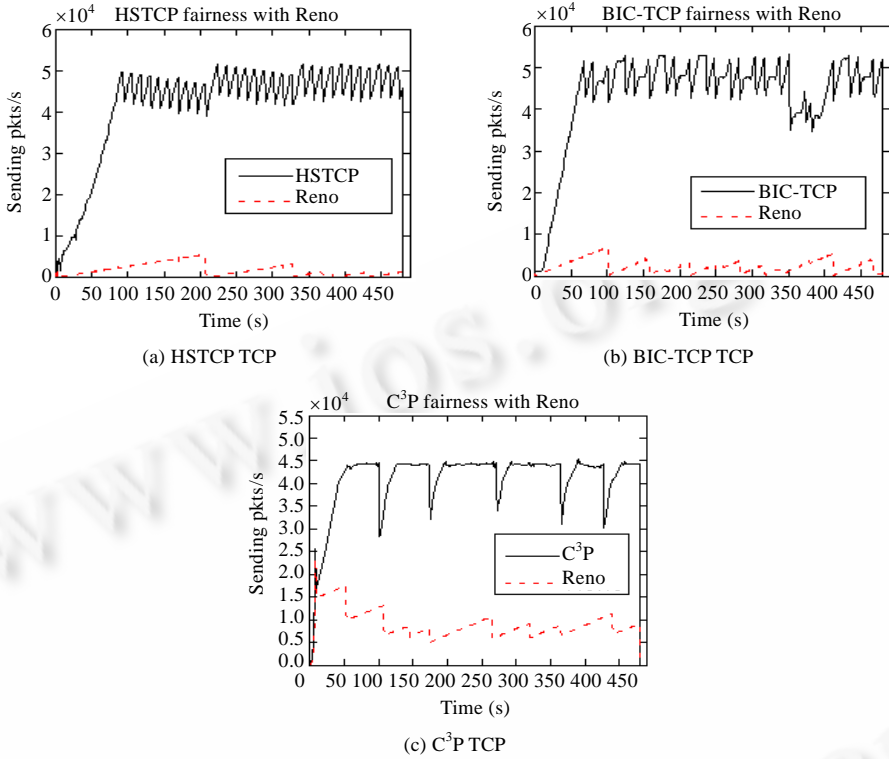 HSTCP fairness with Reno
×10⁴
6
5
4
3
2
1
0
Sending pkts/s
HSTCP
Reno
0 50 100 150 200 250 300 350 400 450
Time (s)
(a) HSTCP TCP
BIC-TCP fairness with Reno
×10⁴
6
5
4
3
2
1
0
Sending pkts/s
BIC-TCP
Reno
0 50 100 150 200 250 300 350 400 450
Time (s)
(b) BIC-TCP TCP
C³P fairness with Reno
×10⁴
5.5
5.0
4.5
4.0
3.5
3.0
2.5
2.0
1.5
1.0
0.5
0.0
Sending pkts/s
C³P
Reno
0 50 100 150 200 250 300 350 400 450
Time (s)
(c) C³P TCP